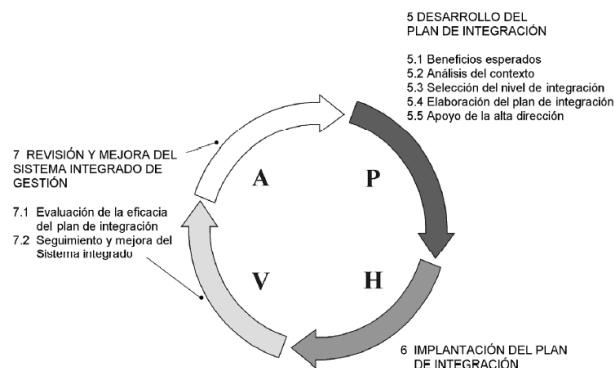 5 DESARROLLO DEL
PLAN DE INTEGRACIÓN
5.1 Beneficios esperados
5.2 Análisis del contexto
5.3 Selección del nivel de integración
5.4 Elaboración del plan de integración
5.5 Apoyo de la alta dirección
7 REVISIÓN Y MEJORA DEL
SISTEMA INTEGRADO DE
GESTIÓN
7.1 Evaluación de la eficacia
del plan de integración
7.2 Seguimiento y mejora del
Sistema integrado
A
P
V
H
6 IMPLANTACIÓN DEL PLAN
DE INTEGRACIÓN